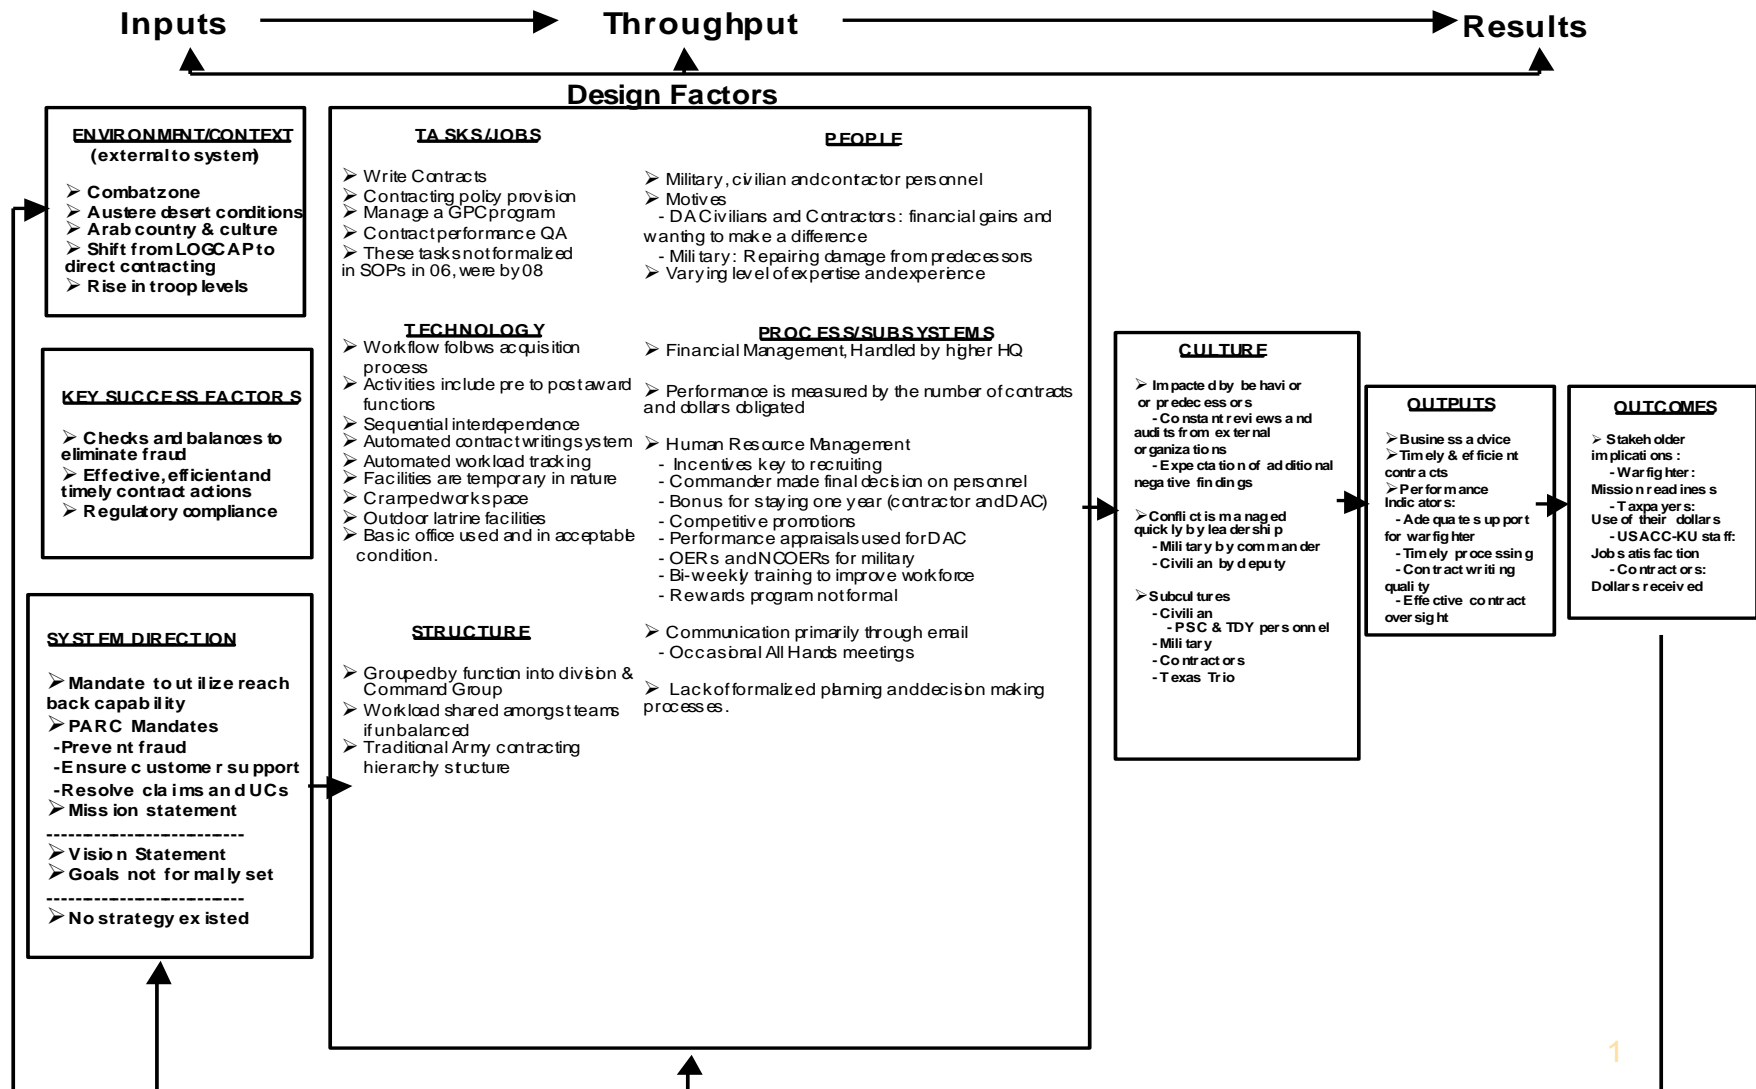 Inputs
Throughput
Results
Design Factors
ENVIRONMENT/CONTEXT
(external to system)
➢ Combat zone
➢ Austere desert conditions
➢ Arab country & culture
➢ Shift from LOGCAP to
direct contracting
➢ Rise in troop levels
KEY SUCCESS FACTORS
➢ Checks and balances to
eliminate fraud
➢ Effective, efficient and
timely contract actions
➢ Regulatory compliance
SYSTEM DIRECTION
➢ Mandate to utilize reach
back capability
➢ PARC Mandates
-Prevent fraud
-Ensure customer support
-Resolve claims and UCs
➢ Mission statement
----------------------------
➢ Vision Statement
➢ Goals not formally set
----------------------------
➢ No strategy existed
TASKS/JOBS
➢ Write Contracts
➢ Contracting policy provision
➢ Manage a GPC program
➢ Contract performance QA
➢ These tasks not formalized
in SOPs in 06, were by 08
TECHNOLOGY
➢ Workflow follows acquisition
process
➢ Activities include pre to post award
functions
➢ Sequential interdependence
➢ Automated contract writing system
➢ Automated workload tracking
➢ Facilities are temporary in nature
➢ Cramped work space
➢ Outdoor latrine facilities
➢ Basic office used and in acceptable
condition.
STRUCTURE
➢ Grouped by function into division &
Command Group
➢ Workload shared amongst teams
if unbalanced
➢ Traditional Army contracting
hierarchy structure
PEOPLE
➢ Military, civilian and contractor personnel
➢ Motives
- DA Civilians and Contractors: financial gains and
wanting to make a difference
- Military: Repairing damage from predecessors
➢ Varying level of expertise and experience
PROCESS/SUBSYSTEMS
➢ Financial Management, Handled by higher HQ
➢ Performance is measured by the number of contracts
and dollars obligated
➢ Human Resource Management
- Incentives key to recruiting
- Commander made final decision on personnel
- Bonus for staying one year (contractor and DAC)
- Competitive promotions
- Performance appraisals used for DAC
- OERs and NCOERs for military
- Bi-weekly training to improve workforce
- Rewards program not formal
➢ Communication primarily through email
- Occasional All Hands meetings
➢ Lack of formalized planning and decision making
processes.
CULTURE
➢ Impacted by behavior
or predecessors
- Constant reviews and
audits from external
organizations
- Expectation of additional
negative findings
➢ Conflict is managed
quickly by leadership
- Military by commander
- Civilian by deputy
➢ Subcultures
- Civilian
- PSC & TDY personnel
- Military
- Contractors
- Texas Trio
OUTPUTS
➢ Business advice
➢ Timely & efficient
contracts
➢ Performance
Indicators:
- Adequate support
for warfighter
- Timely processing
- Contract writing
quality
- Effective contract
oversight
OUTCOMES
➢ Stakeholder
implications:
- Warfighter:
Mission readiness
- Taxpayers:
Use of their dollars
- USACC-KU staff:
Job satisfaction
- Contractors:
Dollars received
1